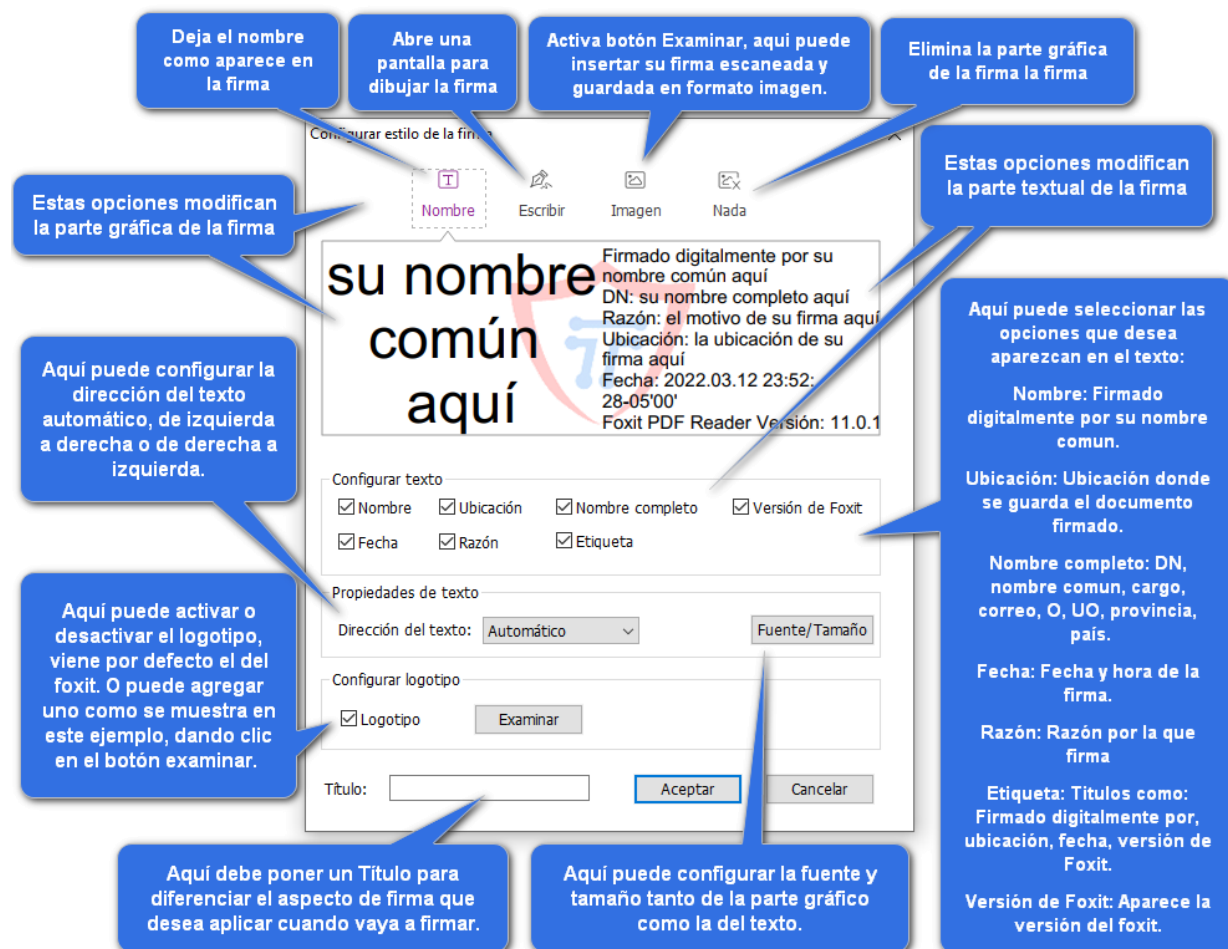 Deja el nombre
como aparece en
la firma
Abre una
pantalla para
dibujar la firma
Activa botón Examinar, aqui puede
insertar su firma escaneada y
guardada en formato imagen.
Elimina la parte gráfica
de la firma la firma
Configurar estilo de la firma
Estas opciones modifican
la parte textual de la firma
Estas opciones modifican
la parte gráfica de la firma
Nombre
Escribir
Imagen
Nada
su nombre
común
aquí
Firmado digitalmente por su
nombre común aquí
DN: su nombre completo aquí
Razón: el motivo de su firma aquí
Ubicación: la ubicación de su
firma aquí
Fecha: 2022.03.12 23:52:
28-05'00'
Foxit PDF Reader Versión: 11.0.1
Aquí puede configurar la
dirección del texto
automático, de izquierda
a derecha o de derecha a
izquierda.
Configurar texto
Nombre
Ubicación
Nombre completo
Versión de Foxit
Fecha
Razón
Etiqueta
Propiedades de texto
Dirección del texto:
Automático
Fuente/Tamaño
Configurar logotipo
Logotipo
Examinar
Título:
Aceptar
Cancelar
Aquí puede activar o
desactivar el logotipo,
viene por defecto el del
foxit. O puede agregar
uno como se muestra en
este ejemplo, dando clic
en el botón examinar.
Aquí puede seleccionar las
opciones que desea
aparezcan en el texto:
Nombre: Firmado
digitalmente por su nombre
comun.
Ubicación: Ubicación donde
se guarda el documento
firmado.
Nombre completo: DN,
nombre comun, cargo,
correo, O, UO, provincia,
país.
Fecha: Fecha y hora de la
firma.
Razón: Razón por la que
firma
Etiqueta: Titulos como:
Firmado digitalmente por,
ubicación, fecha, versión de
Foxit.
Versión de Foxit: Aparece la
versión del foxit.
Aquí debe poner un Título para
diferenciar el aspecto de firma que
desea aplicar cuando vaya a firmar.
Aquí puede configurar la fuente y
tamaño tanto de la parte gráfico
como la del texto.